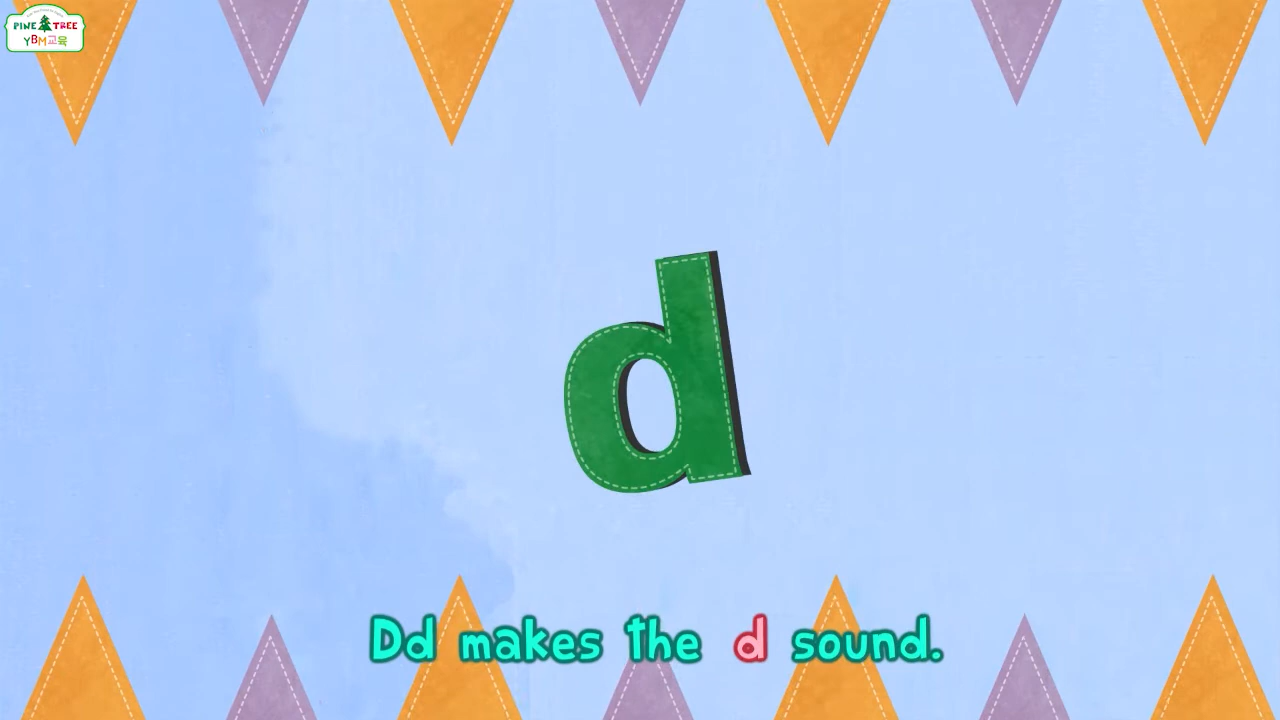 PINE TREE
YBM교육
d
Dd makes the d sound.